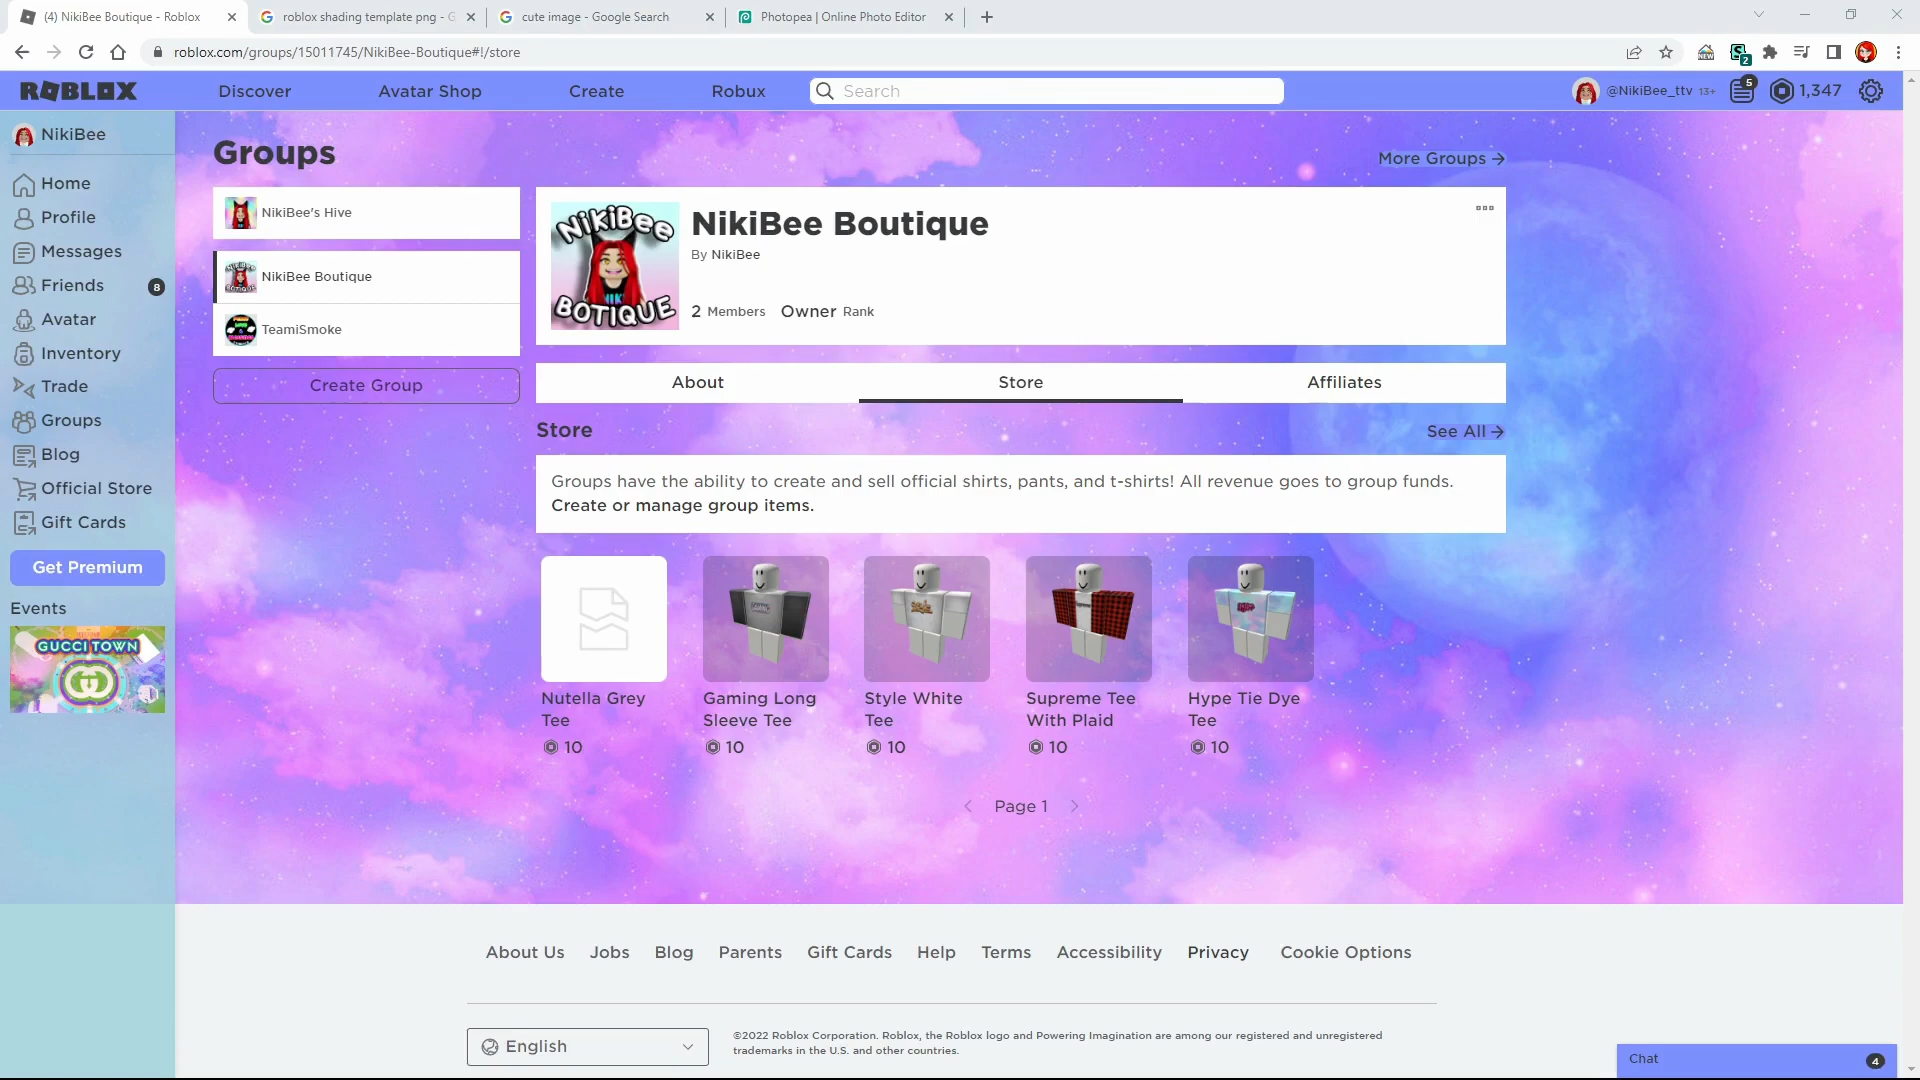 (4) NikiBee Boutique - Roblox
roblox shading template png - G
cute image - Google Search
Photopea | Online Photo Editor
roblox.com/groups/15011745/NikiBee-Boutique#!/store
NEW
2
ROBLOX
Discover
Avatar Shop
Create
Robux
Search
@NikiBee_ttv 13+
5
1,347
NikiBee
Home
Profile
Messages
Friends
8
Avatar
Inventory
Trade
Groups
Blog
Official Store
Gift Cards
Get Premium
Events
GUCCI TOWN
Groups
More Groups →
NikiBee's Hive
NikiBee Boutique
TeamiSmoke
Create Group
NikiBee
BOTIQUE
NikiBee Boutique
By NikiBee
2 Members Owner Rank
About
Store
Affiliates
Store
See All →
Groups have the ability to create and sell official shirts, pants, and t-shirts! All revenue goes to group funds.
Create or manage group items.
Nutella Grey
Tee
10
Gaming Long
Sleeve Tee
10
Style White
Tee
10
Supreme Tee
With Plaid
10
Hype Tie Dye
Tee
10
Page 1
About Us Jobs Blog Parents Gift Cards Help Terms Accessibility Privacy Cookie Options
English
©2022 Roblox Corporation. Roblox, the Roblox logo and Powering Imagination are among our registered and unregistered
trademarks in the U.S. and other countries.
Chat
4